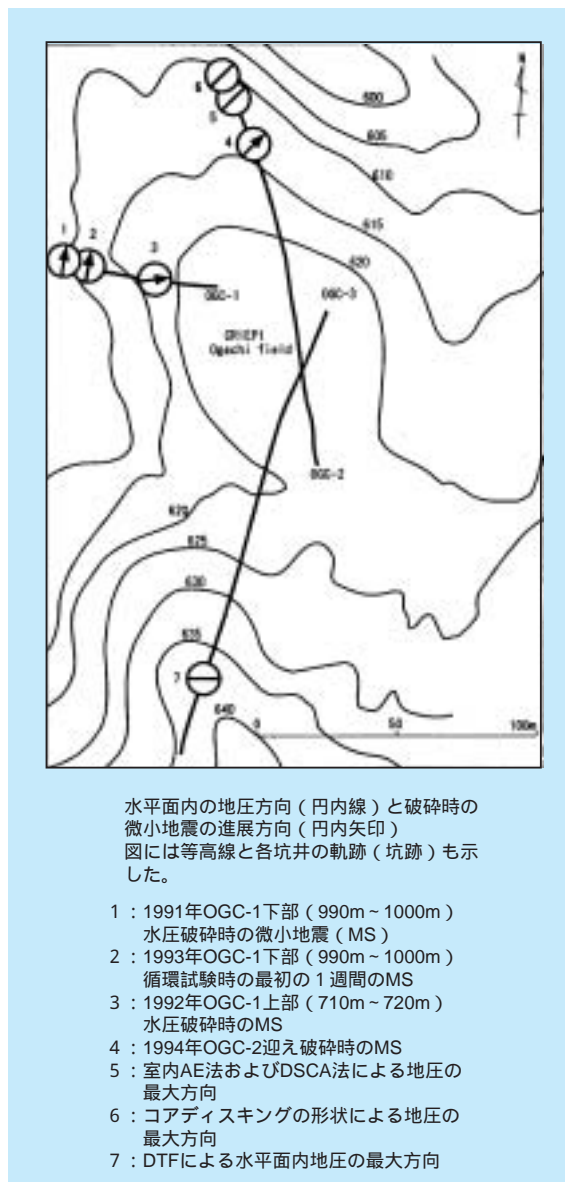 N
600
6
5
605
4
610
615
1
2
3
620
OGC-1
OGC-3
CRIEPI
Ogachi field
OGC-2
620
625
630
635
7
640
0
50
100m
水平面内の地圧方向（円内線）と破砕時の
微小地震の進展方向（円内矢印）
図には等高線と各坑井の軌跡（坑跡）も示
した。
1：1991年OGC-1下部（990m～1000m）
水圧破砕時の微小地震（MS）
2：1993年OGC-1下部（990m～1000m）
循環試験時の最初の１週間のMS
3：1992年OGC-1上部（710m～720m）
水圧破砕時のMS
4：1994年OGC-2迎え破砕時のMS
5：室内AE法およびDSCA法による地圧の
最大方向
6：コアディスキングの形状による地圧の
最大方向
7：DTFによる水平面内地圧の最大方向